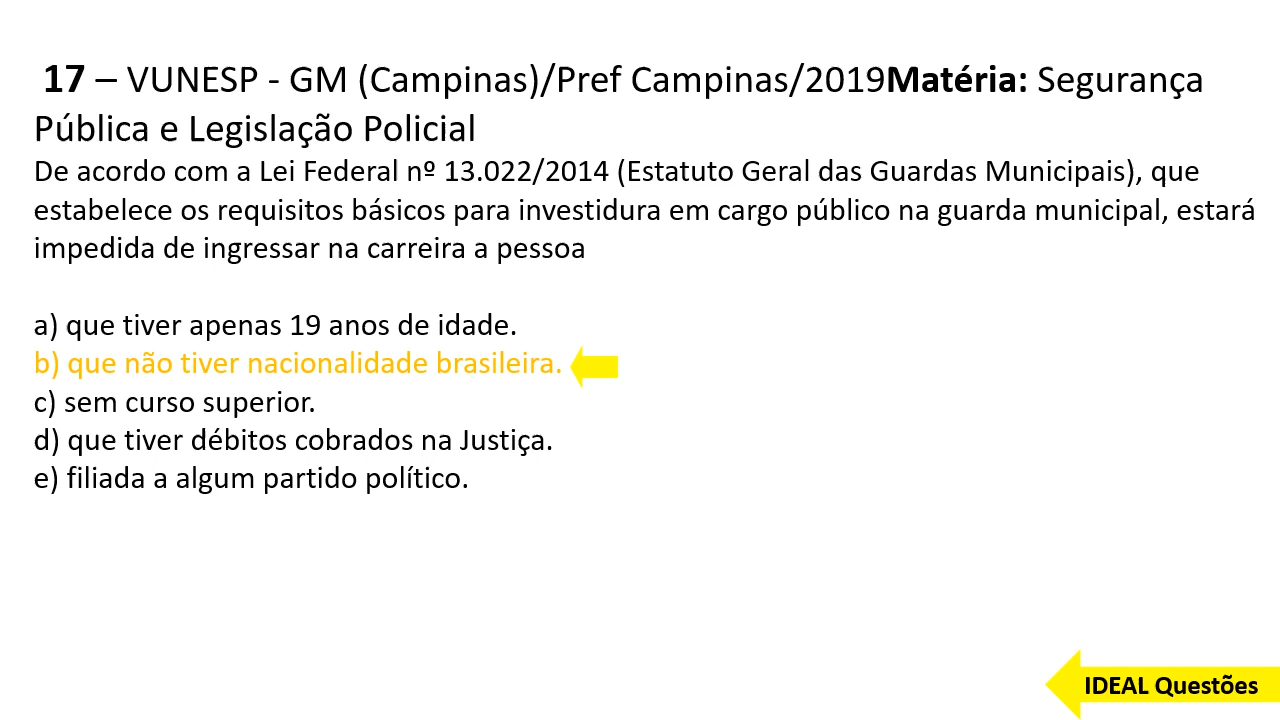 17 – VUNESP - GM (Campinas)/Pref Campinas/2019Matéria: Segurança
Pública e Legislação Policial
De acordo com a Lei Federal nº 13.022/2014 (Estatuto Geral das Guardas Municipais), que
estabelece os requisitos básicos para investidura em cargo público na guarda municipal, estará
impedida de ingressar na carreira a pessoa
a) que tiver apenas 19 anos de idade.
b) que não tiver nacionalidade brasileira.
c) sem curso superior.
d) que tiver débitos cobrados na Justiça.
e) filiada a algum partido político.
IDEAL Questões